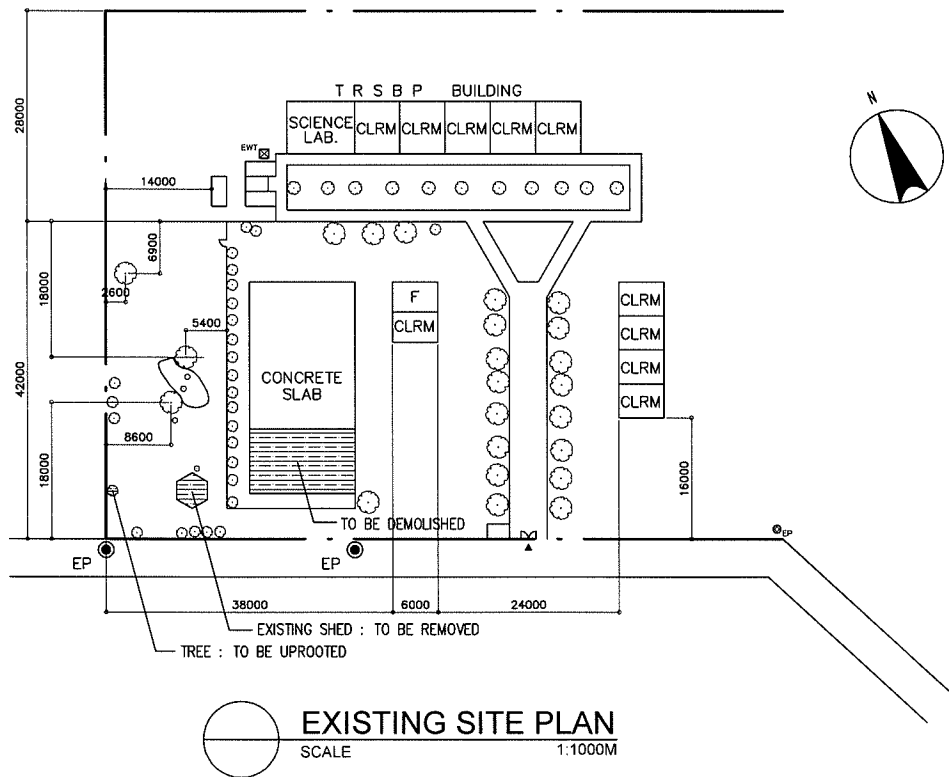 T R S B P BUILDING
SCIENCE LAB.
CLRM
CLRM
CLRM
CLRM
CLRM
N
EWT
28000
14000
6900
2600
18000
5400
42000
8600
18000
F
CLRM
CONCRETE
SLAB
CLRM
CLRM
CLRM
CLRM
16000
TO BE DEMOLISHED
EP
EP
EP
38000
6000
24000
EXISTING SHED : TO BE REMOVED
TREE : TO BE UPROOTED
EXISTING SITE PLAN
SCALE 1:1000M